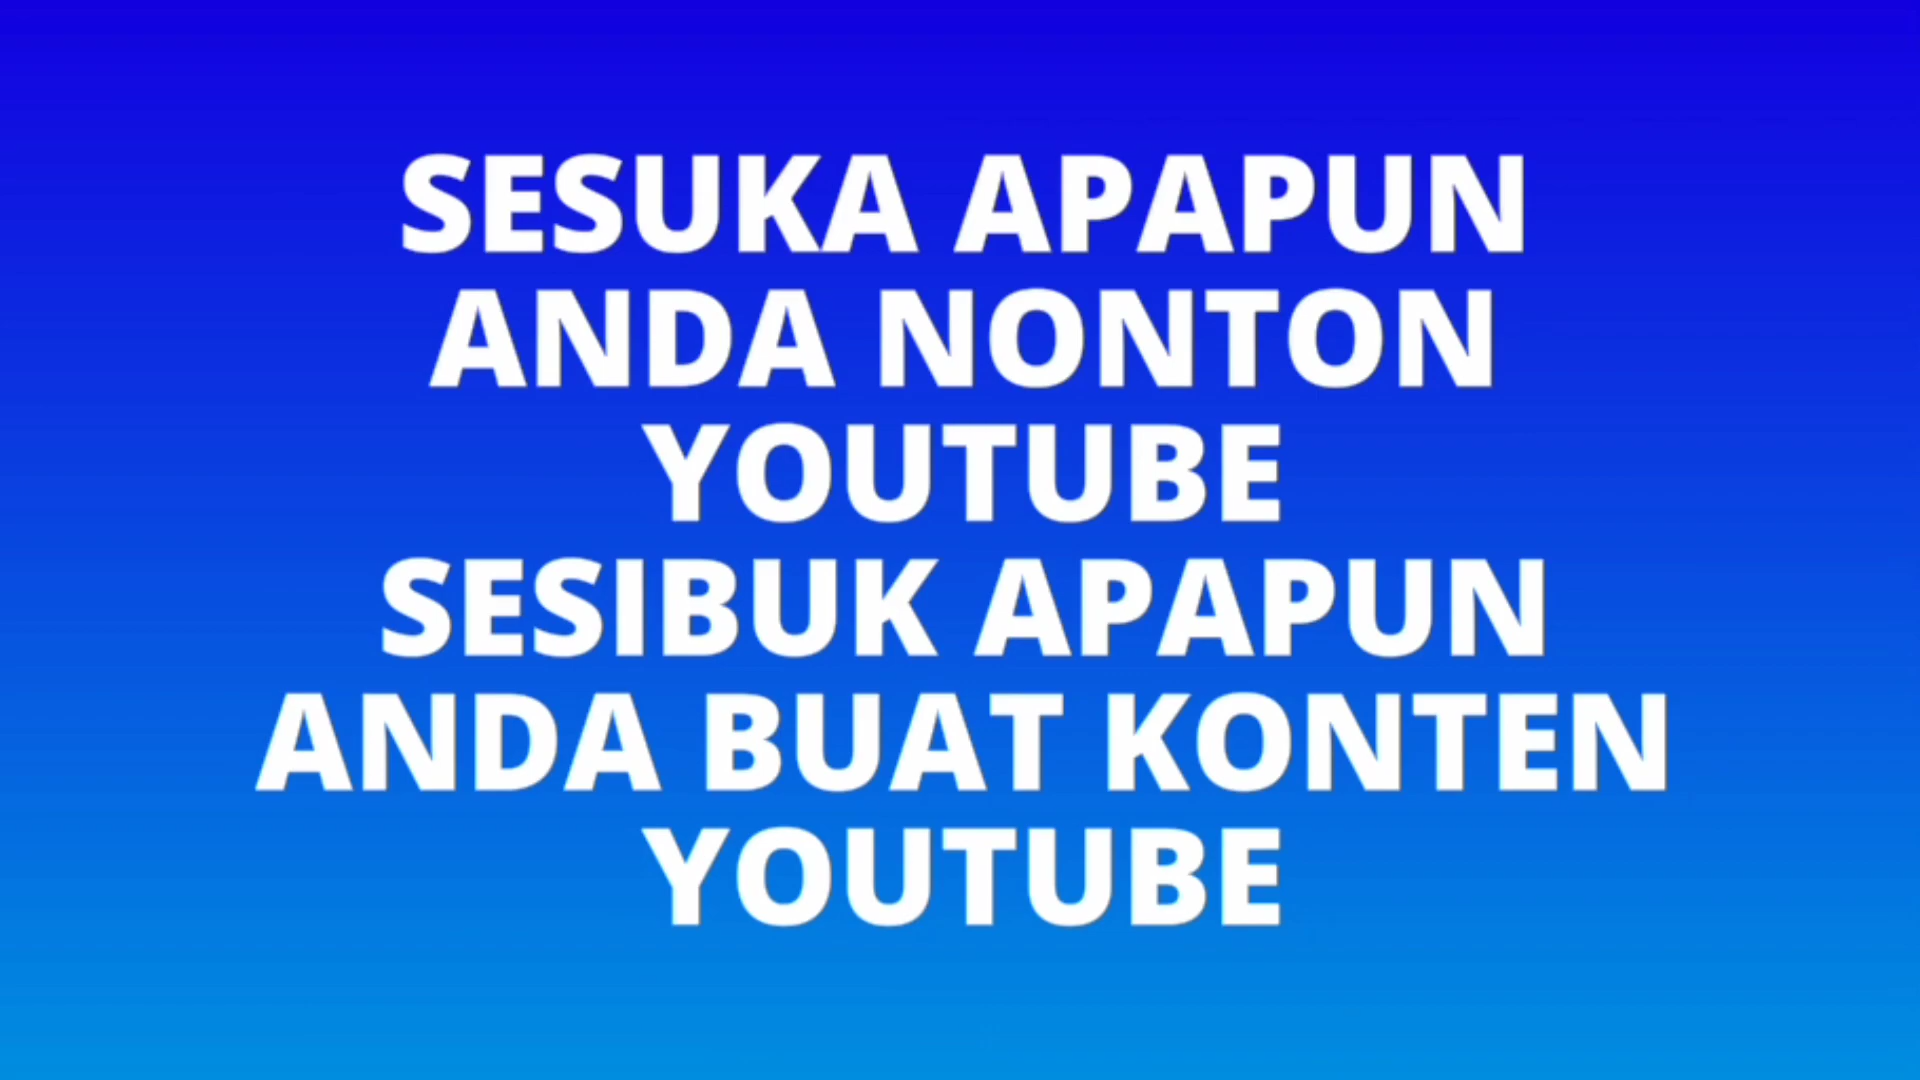 SESUKA APAPUN
ANDA NONTON
YOUTUBE
SESIBUK APAPUN
ANDA BUAT KONTEN
YOUTUBE